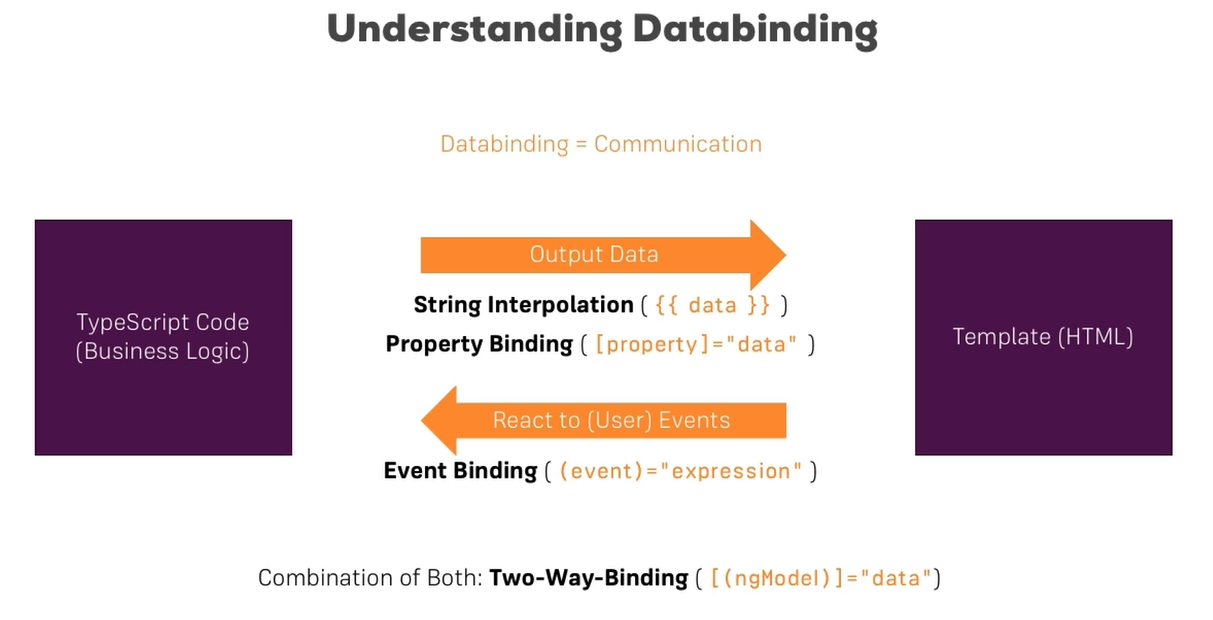 Understanding Databinding
Databinding = Communication
TypeScript Code
(Business Logic)
Output Data
String Interpolation ( {{ data }} )
Property Binding ( [property]="data" )
React to (User) Events
Event Binding ( (event)="expression" )
Template (HTML)
Combination of Both: Two-Way-Binding ( [(ngModel)]="data")